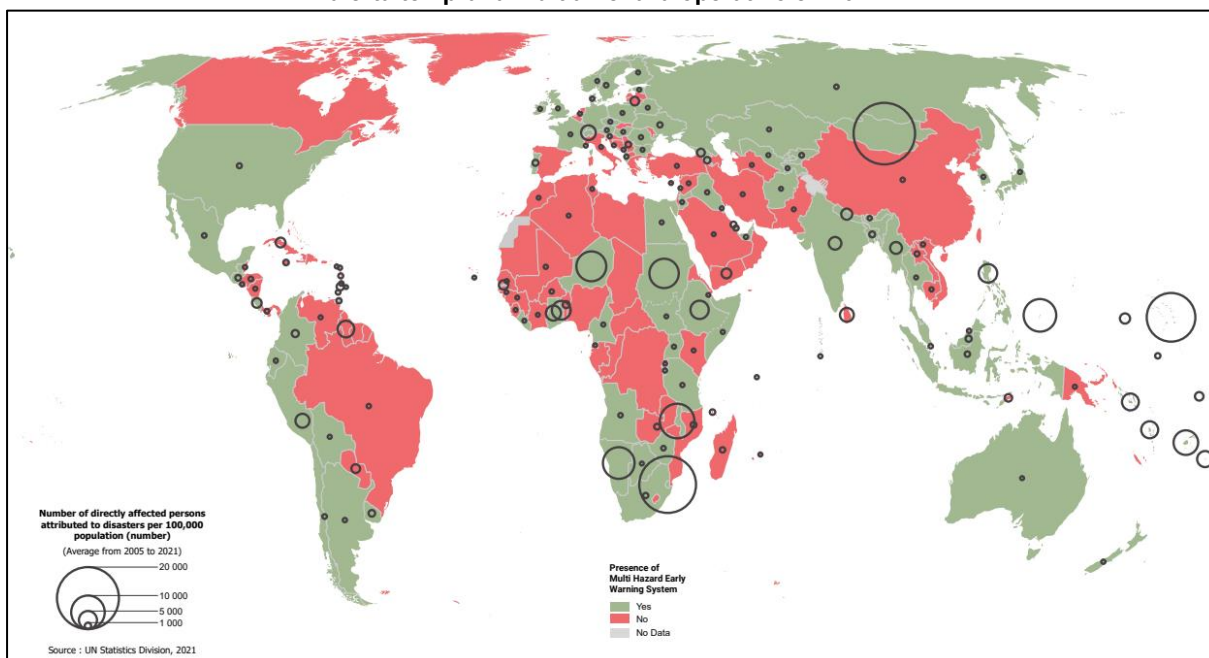 Number of directly affected persons
attributed to disasters per 100,000
population (number)
(Average from 2005 to 2021)
20 000
10 000
5 000
1 000
Source : UN Statistics Division, 2021
Presence of
Multi Hazard Early
Warning System
Yes
No
No Data